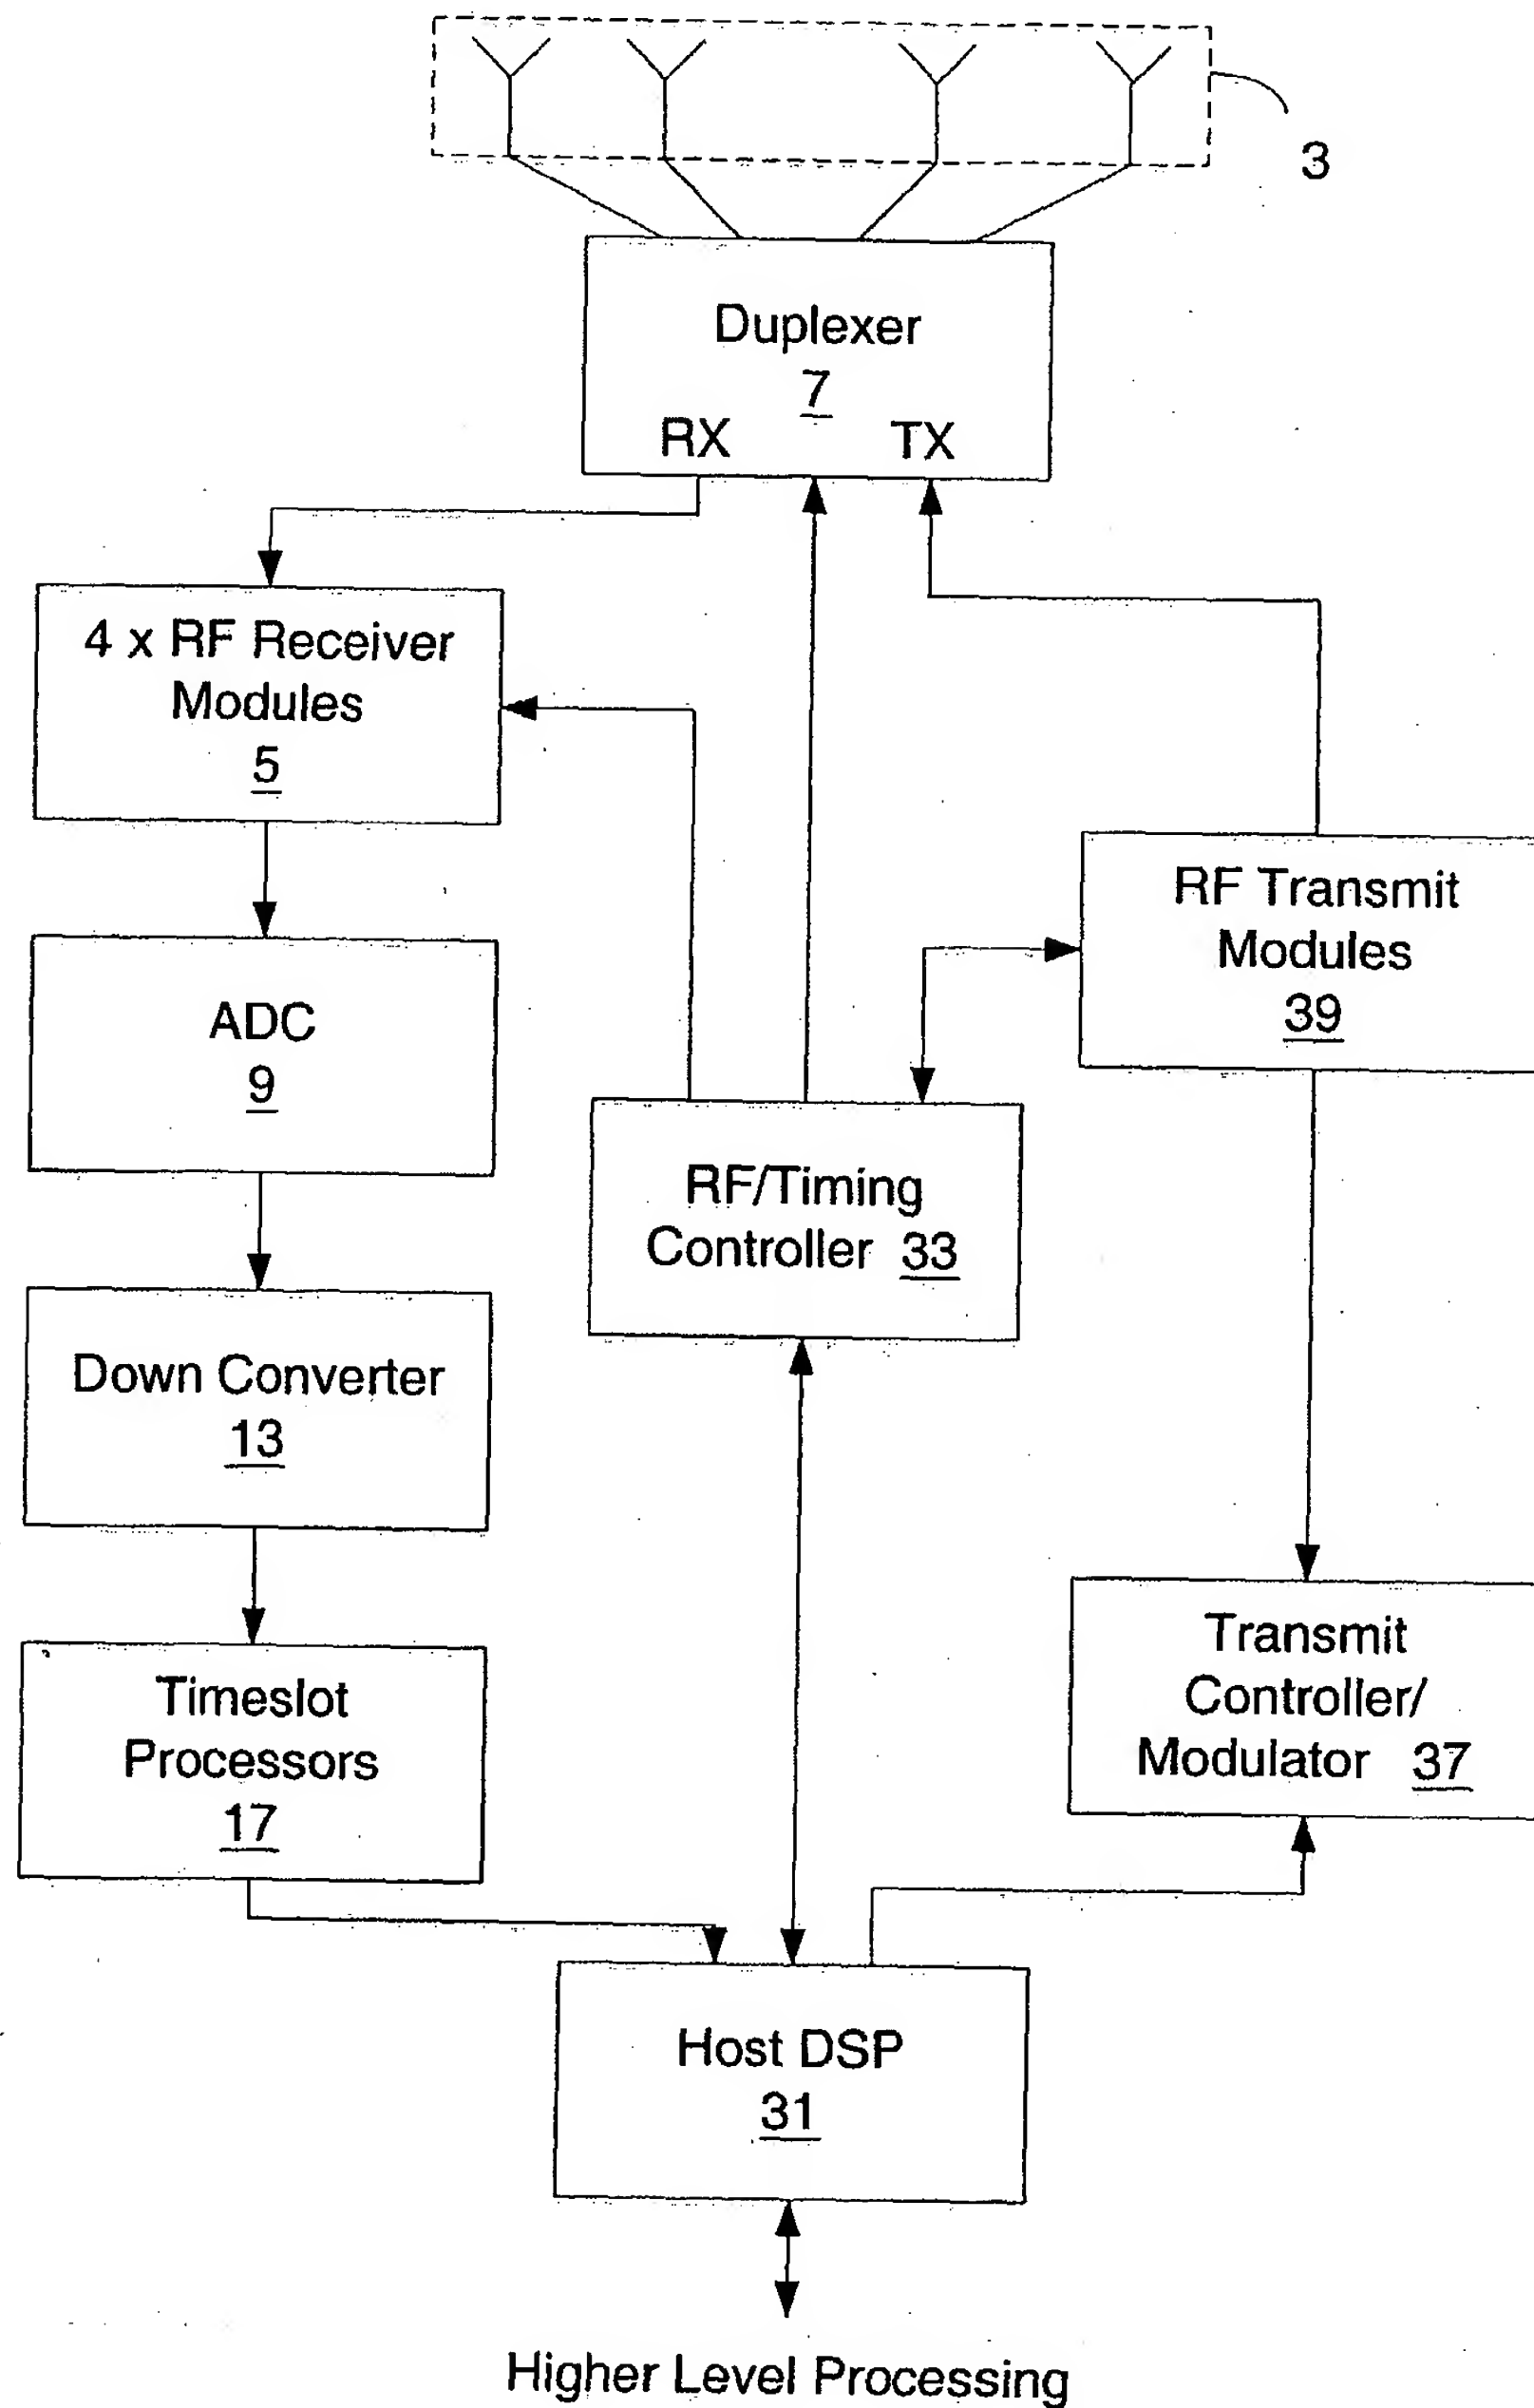 3
Duplexer
7
RX TX
4 x RF Receiver
Modules
5
RF Transmit
Modules
39
ADC
9
RF/Timing
Controller 33
Down Converter
13
Transmit
Controller/
Modulator 37
Timeslot
Processors
17
Host DSP
31
Higher Level Processing